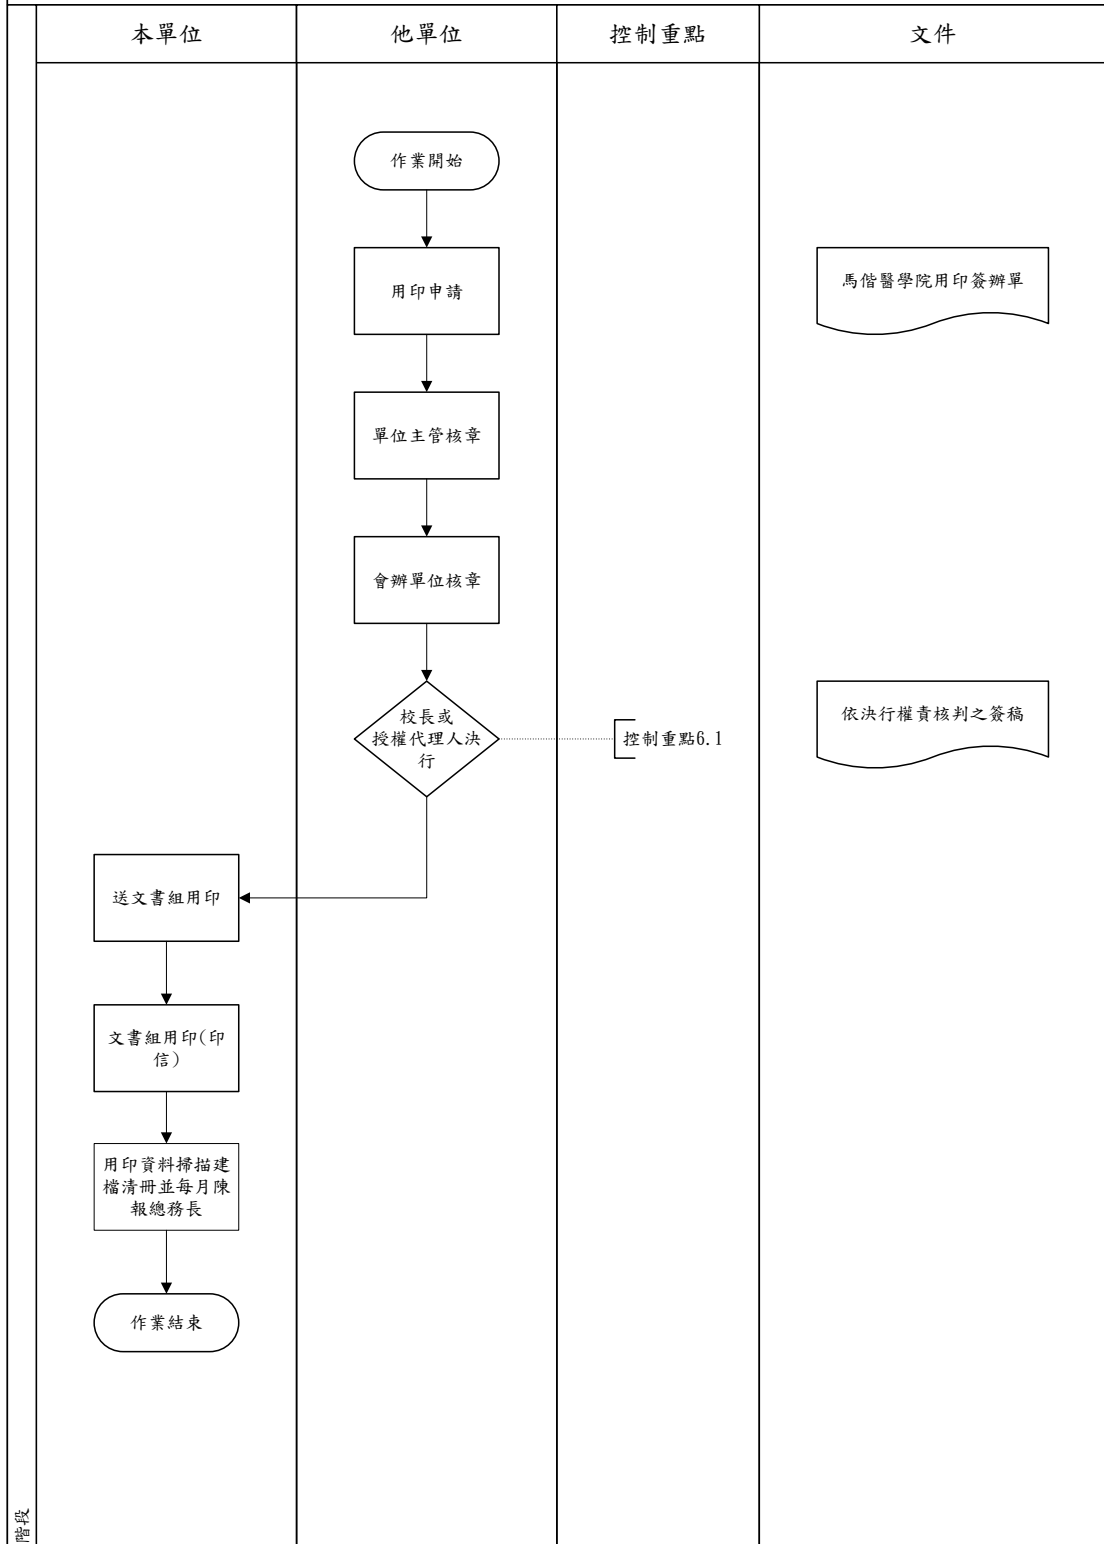 本單位
他單位
控制重點
文件
作業開始
用印申請
馬偕醫學院用印簽辦單
單位主管核章
會辦單位核章
校長或
授權代理人決
行
控制重點6.1
依決行權責核判之簽稿
送文書組用印
文書組用印(印
信)
用印資料掃描建
檔清冊並每月陳
報總務長
作業結束
階段